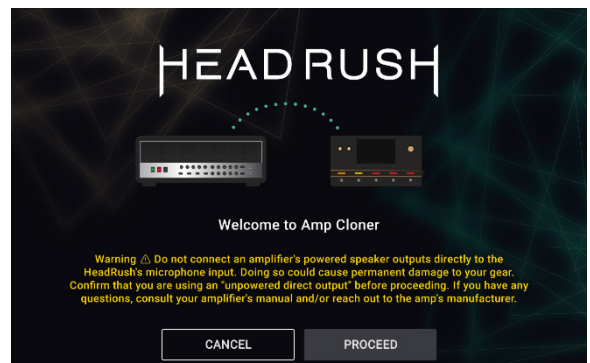 HEADRUSH
Welcome to Amp Cloner
Warning ⚠ Do not connect an amplifier's powered speaker outputs directly to the
HeadRush's microphone input. Doing so could cause permanent damage to your gear.
Confirm that you are using an "unpowered direct output" before proceeding. If you have any
questions, consult your amplifier's manual and/or reach out to the amp's manufacturer.
CANCEL
PROCEED